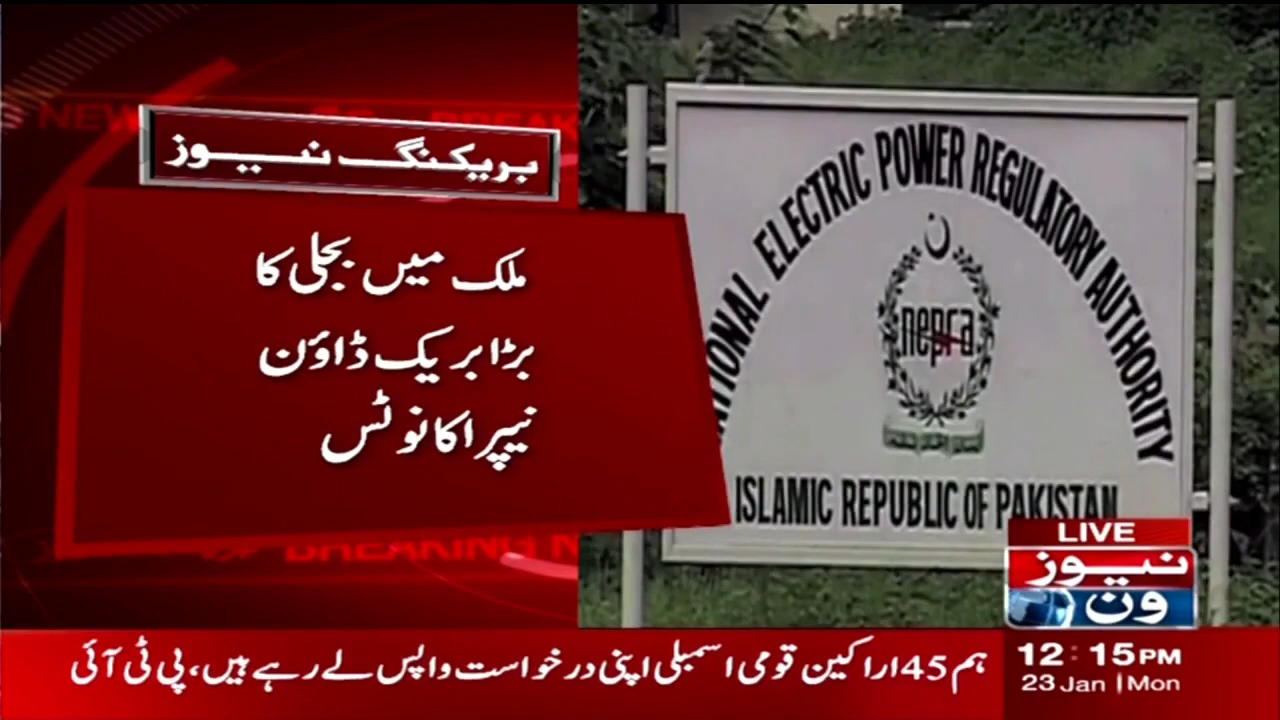 بریکنگ نیوز
ملک میں بجلی کا
بڑا بریک ڈاؤن
نیپرا کا نوٹس
NATIONAL ELECTRIC POWER REGULATORY AUTHORITY
nepra
ISLAMIC REPUBLIC OF PAKISTAN
LIVE
نیوز
ون
ہم 45 اراکین قومی اسمبلی اپنی درخواست واپس لے رہے ہیں، پی ٹی آئی
12:15PM
23 Jan | Mon